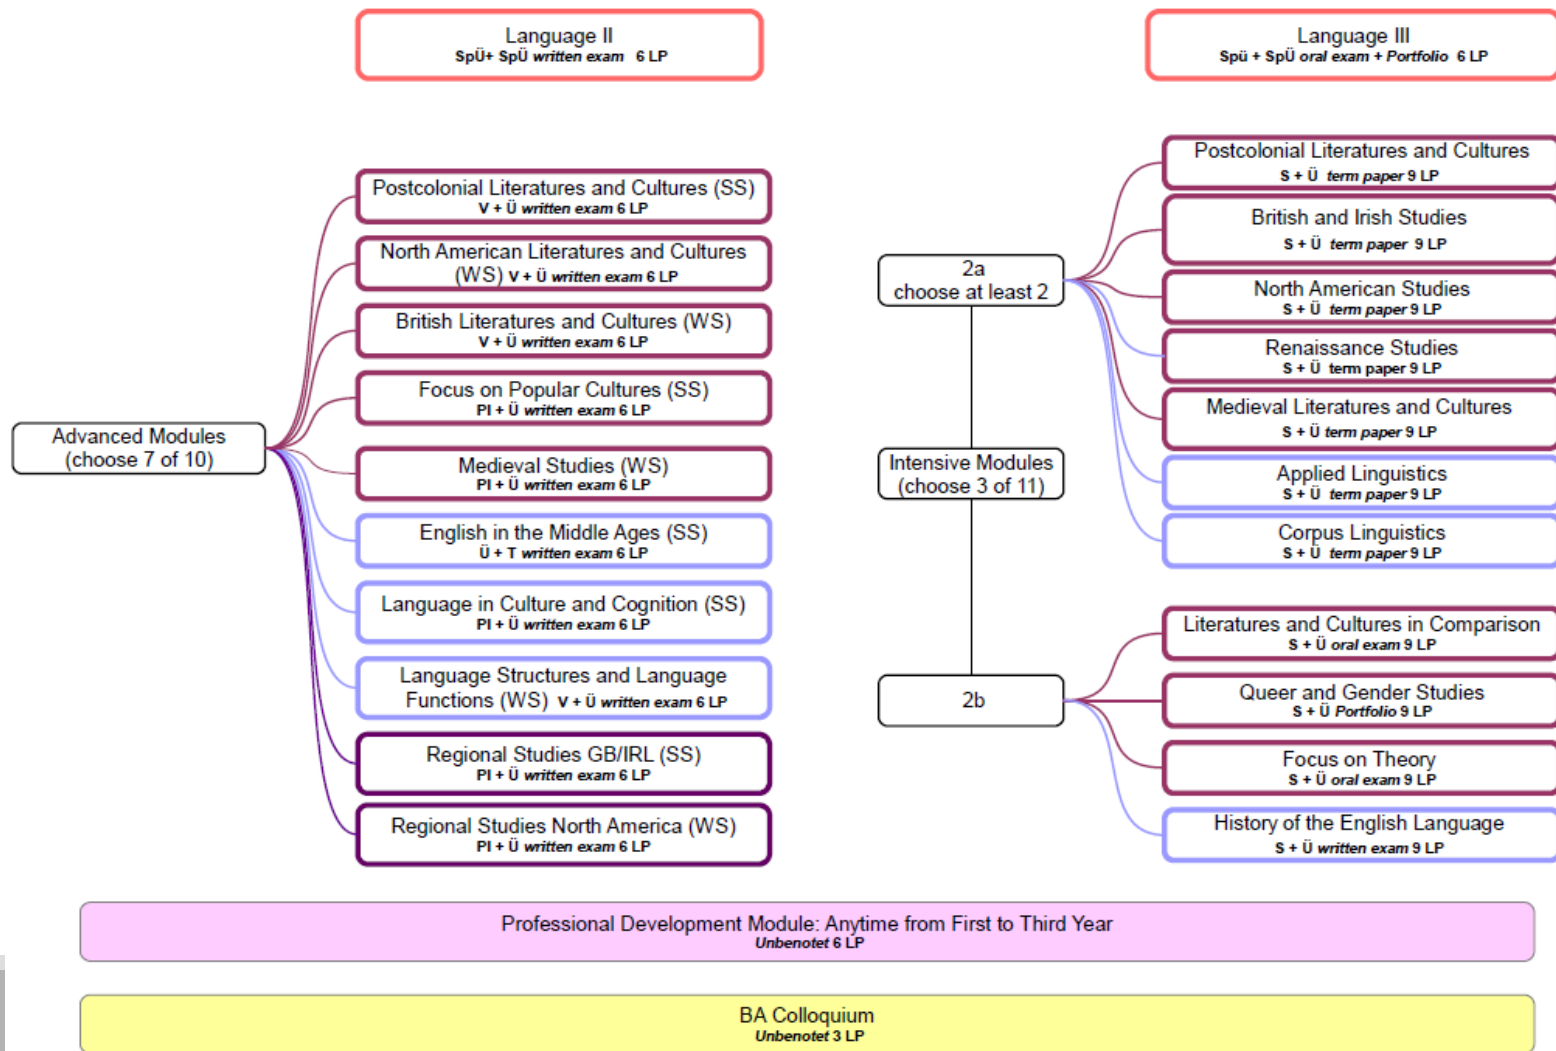 Language II
SpÜ+ SpÜ written exam 6 LP
Language III
Spü + SpÜ oral exam + Portfolio 6 LP
Advanced Modules
(choose 7 of 10)
Postcolonial Literatures and Cultures (SS)
V + Ü written exam 6 LP
North American Literatures and Cultures
(WS) V + Ü written exam 6 LP
British Literatures and Cultures (WS)
V + Ü written exam 6 LP
Focus on Popular Cultures (SS)
PI + Ü written exam 6 LP
Medieval Studies (WS)
PI + Ü written exam 6 LP
English in the Middle Ages (SS)
Ü + T written exam 6 LP
Language in Culture and Cognition (SS)
PI + Ü written exam 6 LP
Language Structures and Language
Functions (WS) V + Ü written exam 6 LP
Regional Studies GB/IRL (SS)
PI + Ü written exam 6 LP
Regional Studies North America (WS)
PI + Ü written exam 6 LP
2a
choose at least 2
Intensive Modules
(choose 3 of 11)
2b
Postcolonial Literatures and Cultures
S + Ü term paper 9 LP
British and Irish Studies
S + Ü term paper 9 LP
North American Studies
S + Ü term paper 9 LP
Renaissance Studies
S + Ü term paper 9 LP
Medieval Literatures and Cultures
S + Ü term paper 9 LP
Applied Linguistics
S + Ü term paper 9 LP
Corpus Linguistics
S + Ü term paper 9 LP
Literatures and Cultures in Comparison
S + Ü oral exam 9 LP
Queer and Gender Studies
S + Ü Portfolio 9 LP
Focus on Theory
S + Ü oral exam 9 LP
History of the English Language
S + Ü written exam 9 LP
Professional Development Module: Anytime from First to Third Year
Unbenotet 6 LP
BA Colloquium
Unbenotet 3 LP